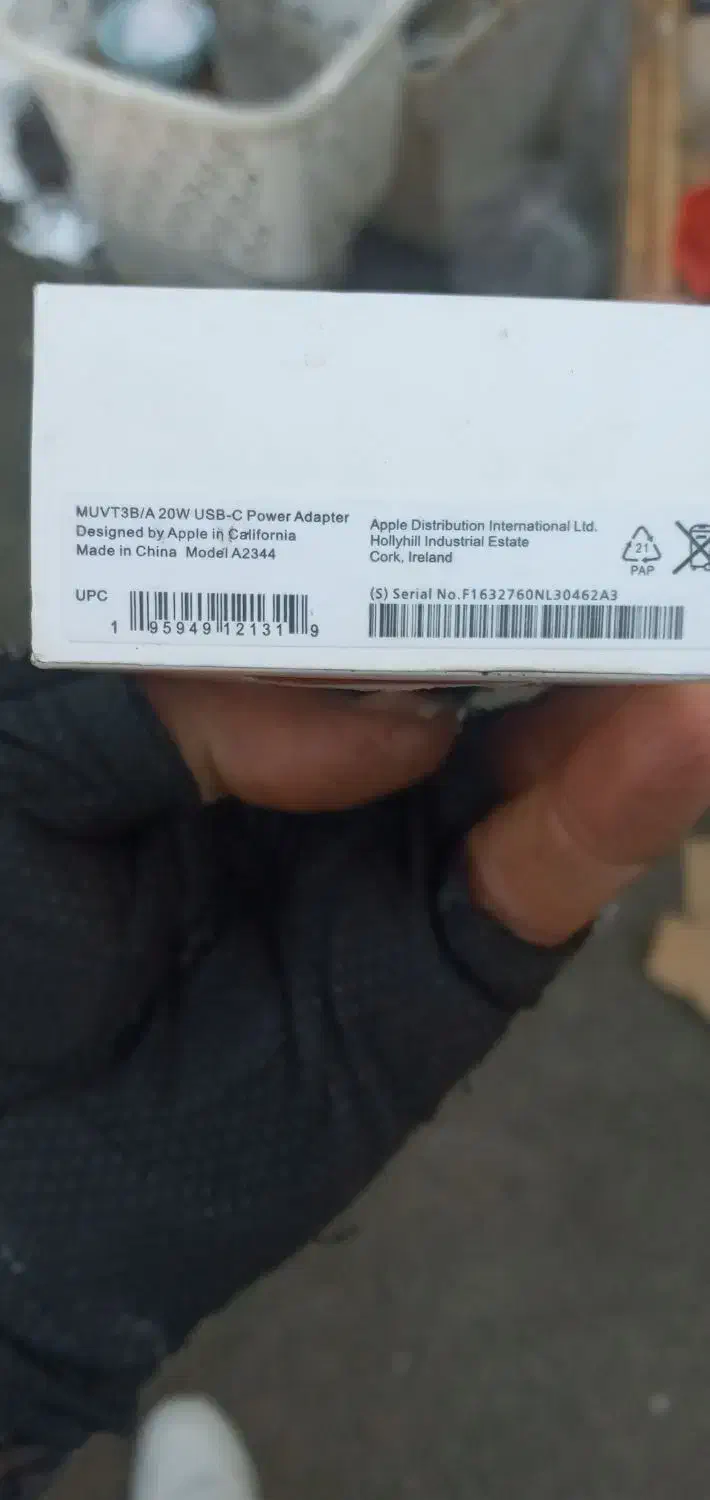 MUVT3B/A 20W USB-C Power Adapter
Designed by Apple in California
Made in China Model A2344
Apple Distribution International Ltd.
Hollyhill Industrial Estate
Cork, Ireland
21
PAP
UPC
1 95949 12131 9
(S) Serial No.F1632760NL30462A3